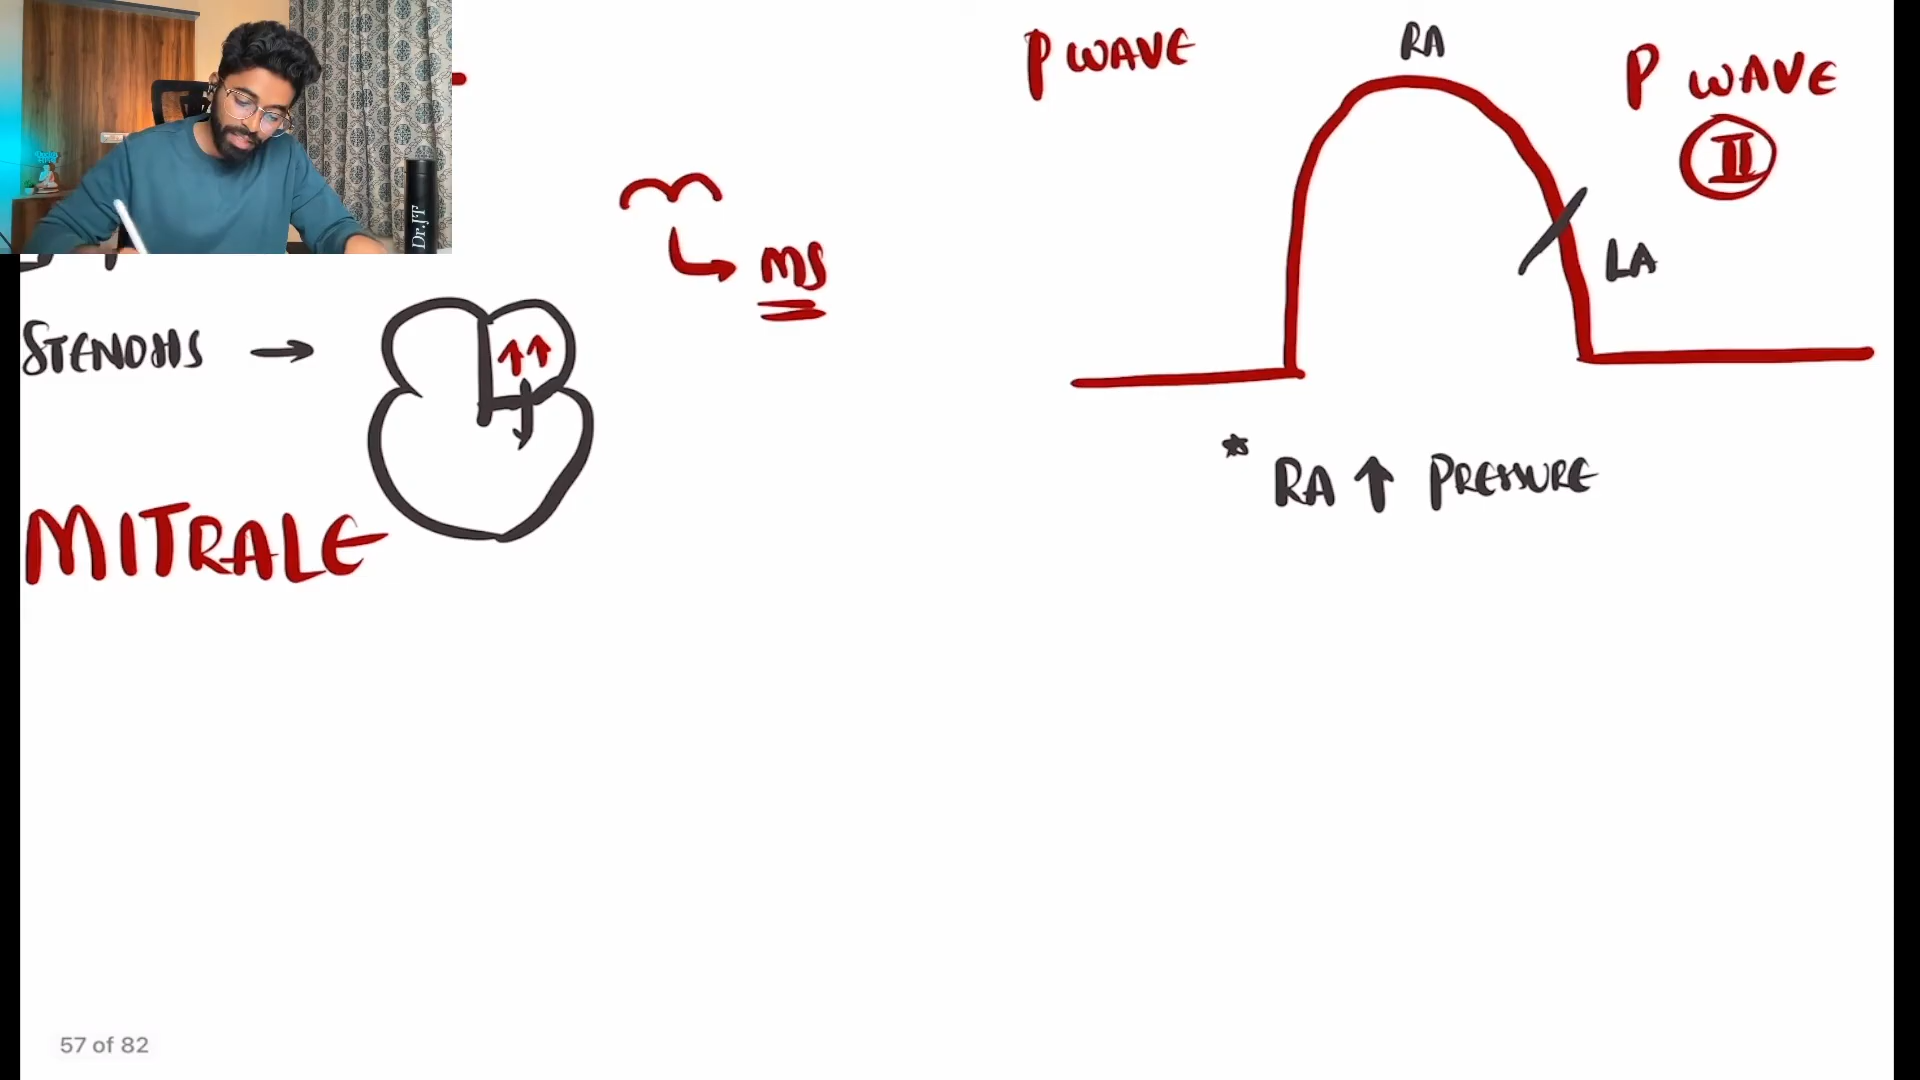 P WAVE
RA
P WAVE
II
LA
MS
STENOSIS →
↑↑
* RA ↑ PRESSURE
MITRALE
Dr.JT
57 of 82